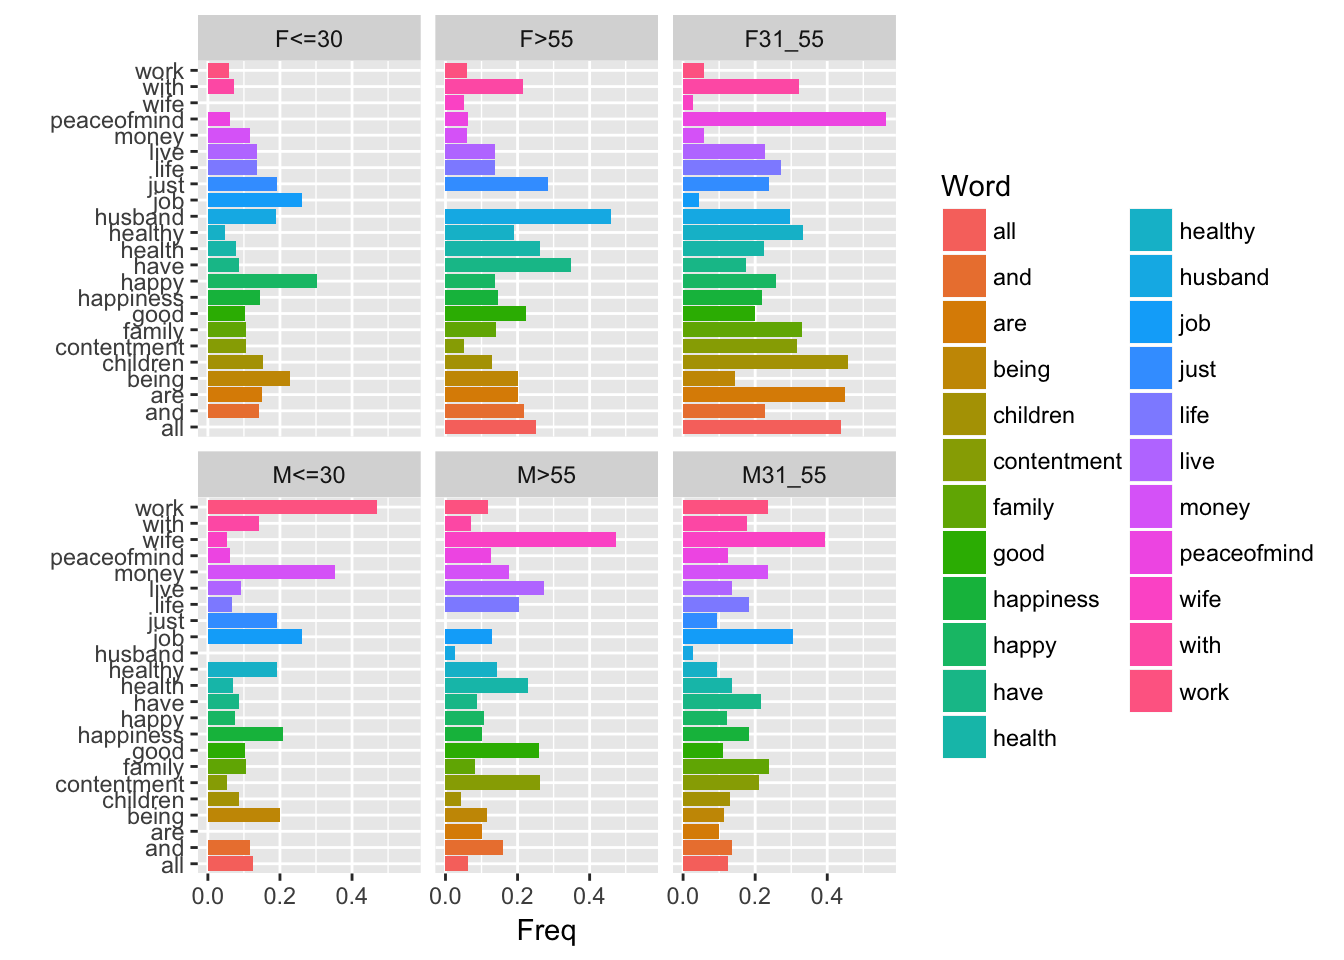 F<=30 F>55 F31_55
work
with
wife
peaceofmind
money
live
life
just
job
husband
healthy
health
have
happy
happiness
good
family
contentment
children
being
are
and
all
M<=30 M>55 M31_55
work
with
wife
peaceofmind
money
live
life
just
job
husband
healthy
health
have
happy
happiness
good
family
contentment
children
being
are
and
all
0.0 0.2 0.4 0.0 0.2 0.4 0.0 0.2 0.4
Freq
Word
all
and
are
being
children
contentment
family
good
happiness
happy
have
health
healthy
husband
job
just
life
live
money
peaceofmind
wife
with
work